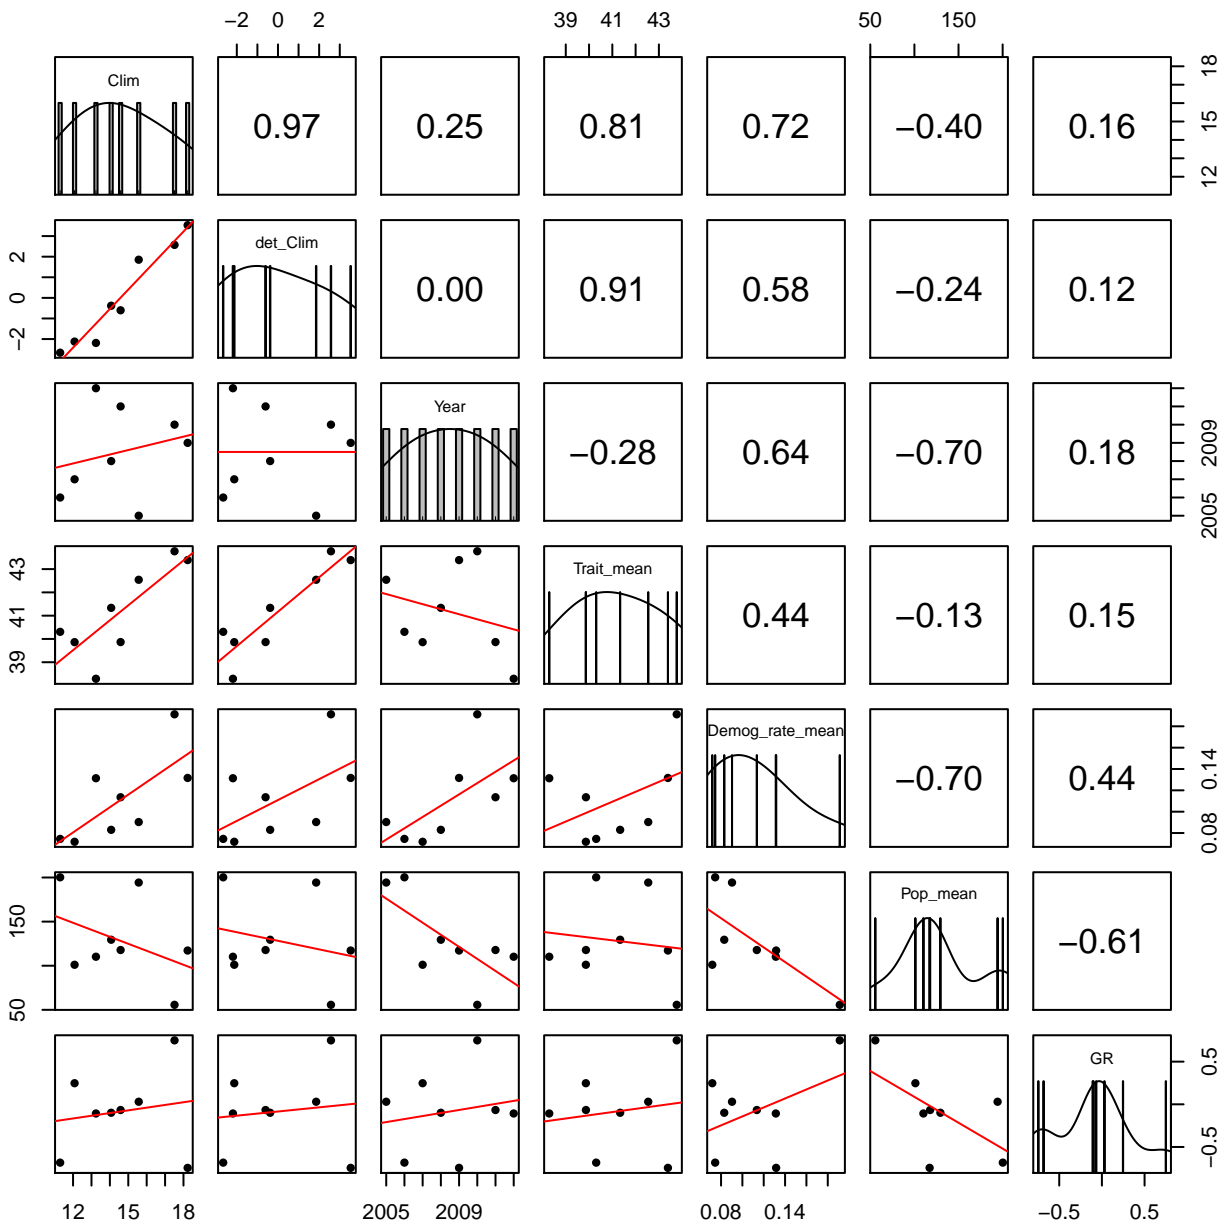 −2 0 2 39 41 43 50 150
Clim 0.97 0.25 0.81 0.72 −0.40 0.16 12 15 18
−2 0 2 det_Clim 0.00 0.91 0.58 −0.24 0.12
Year −0.28 0.64 −0.70 0.18 2005 2009
39 41 43 Trait_mean 0.44 −0.13 0.15
Demog_rate_mean −0.70 0.44 0.08 0.14
50 150 Pop_mean −0.61
GR −0.5 0.5
12 15 18 2005 2009 0.08 0.14 −0.5 0.5